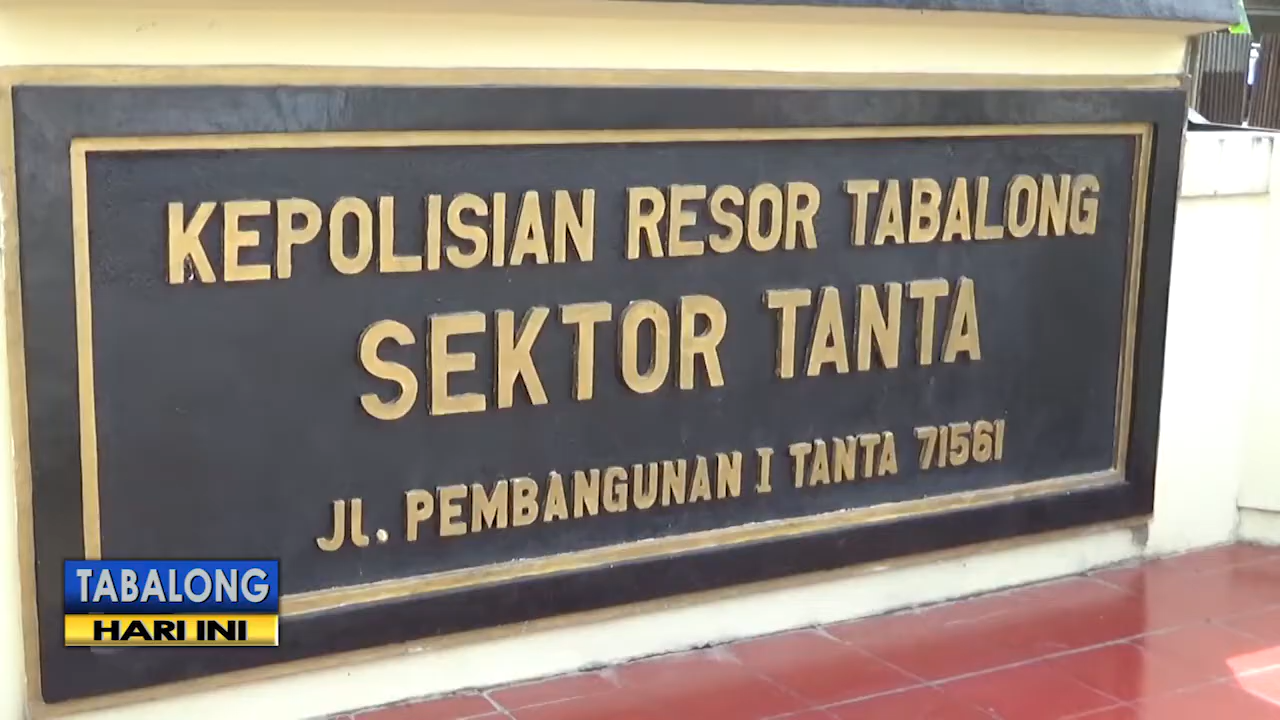 KEPOLISIAN RESOR TABALONG
SEKTOR TANTA
JL. PEMBANGUNAN I TANTA 71561
TABALONG
HARI INI